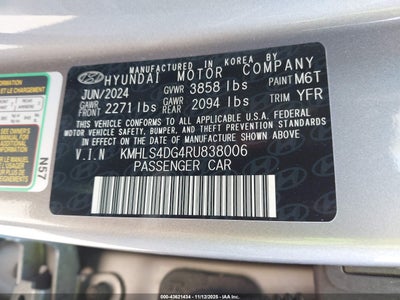 MANUFACTURED IN KOREA BY
HYUNDAI MOTOR COMPANY
JUN/2024 GVWR 3858 lbs PAINT M6T
GAWR FRONT 2271 lbs GAWR REAR 2094 lbs TRIM YFR
THIS VEHICLE CONFORMS TO ALL APPLICABLE U.S.A. FEDERAL
MOTOR VEHICLE SAFETY, BUMPER, AND THEFT PREVENTION STANDARDS
IN EFFECT ON THE DATE OF MANUFACTURE SHOWN ABOVE.
V.I.N KMHLS4DG4RU838006
PASSENGER CAR
N57
000-43621434 - 11/12/2025 - IAA, Inc.